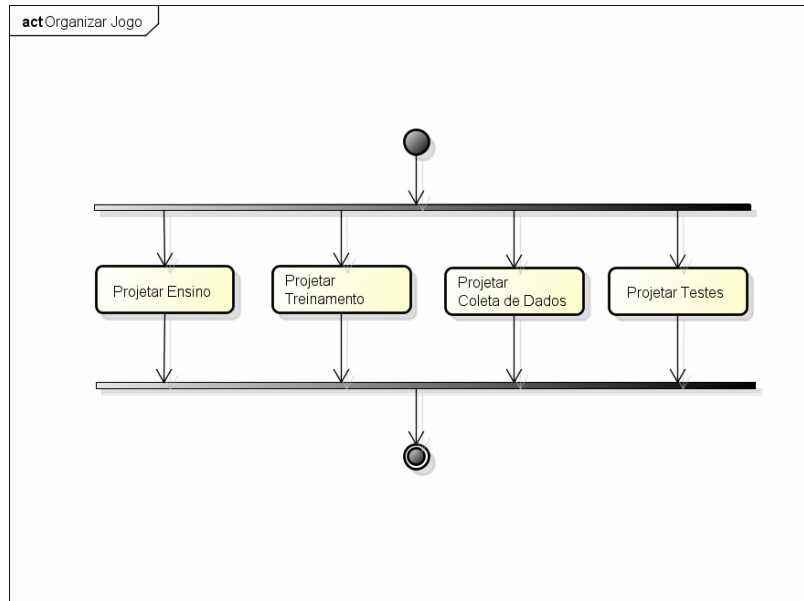 act Organizar Jogo
Projetar Ensino
Projetar
Treinamento
Projetar
Coleta de Dados
Projetar Testes